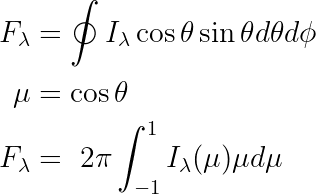 F_λ = ∮ I_λ cos θ sin θ dθ dϕ
μ = cos θ
F_λ = 2π ∫_{-1}^{1} I_λ(μ) μ dμ